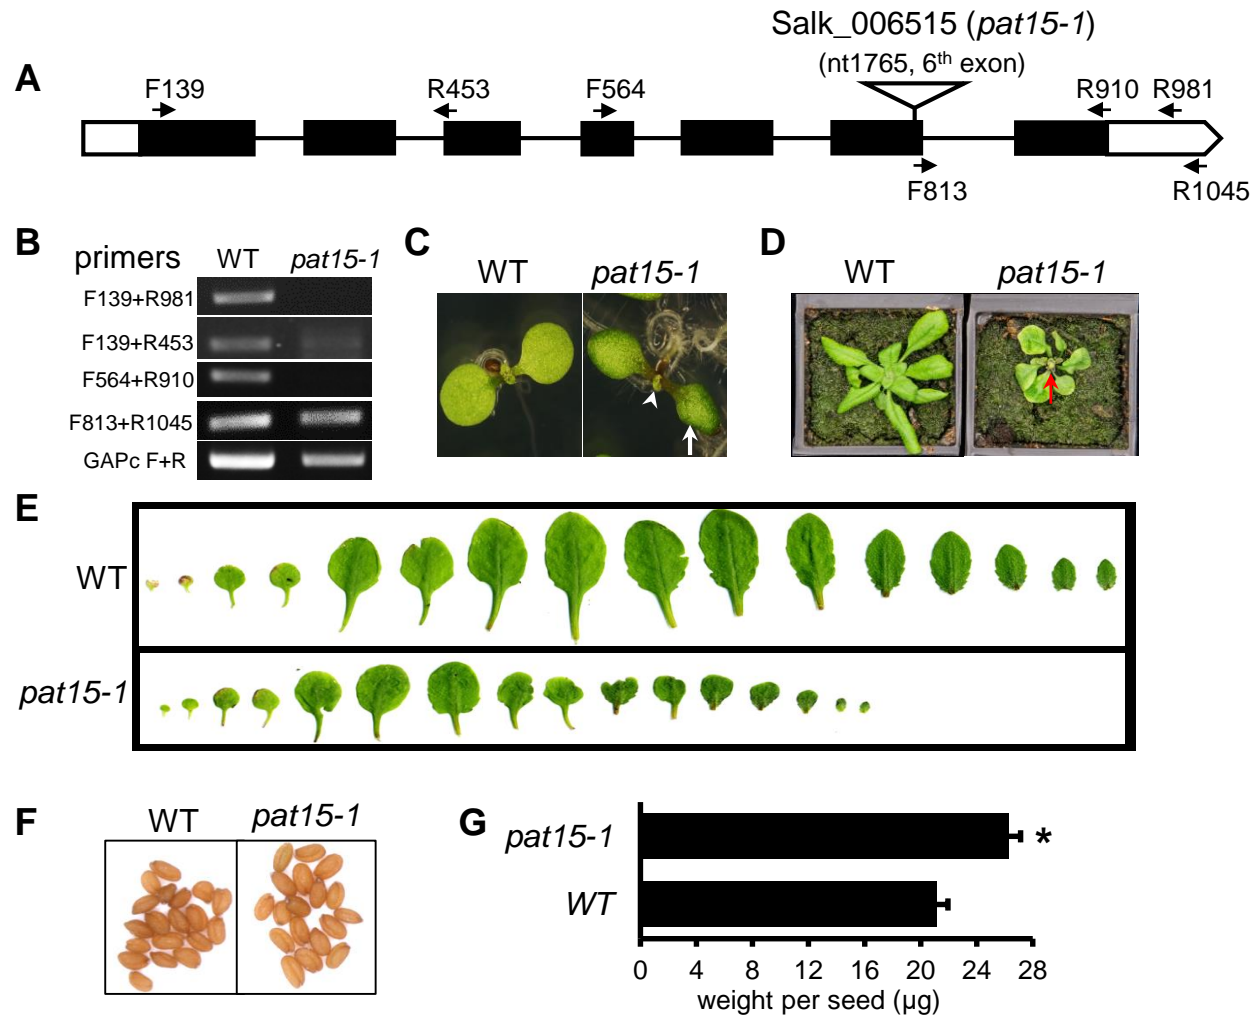 Salk_006515 (pat15-1)
(nt1765, 6th exon)
A
F139
R453
F564
R910 R981
F813
R1045
B
primers WT pat15-1
F139+R981
F139+R453
F564+R910
F813+R1045
GAPc F+R
C
WT pat15-1
D
WT pat15-1
E
WT
pat15-1
F
WT pat15-1
G
pat15-1 *
WT
0 4 8 12 16 20 24 28
weight per seed (µg)